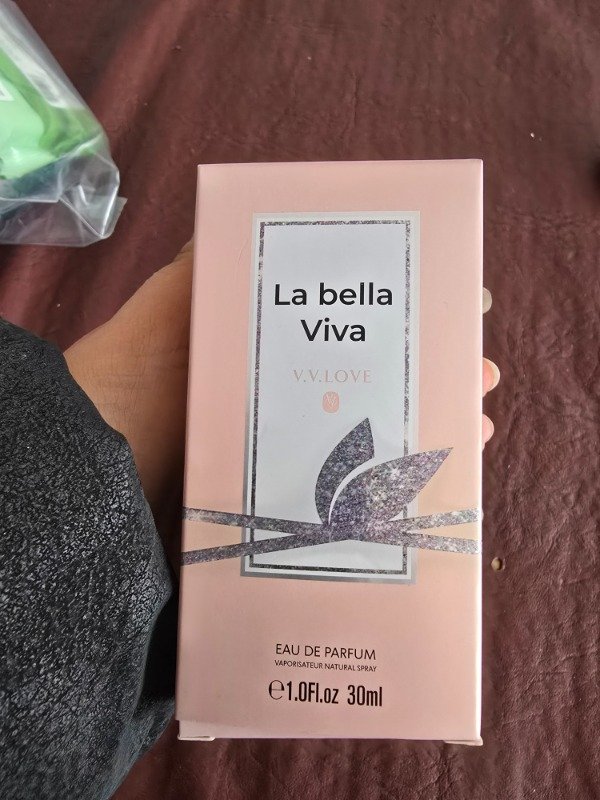 La bella
Viva
V.V.LOVE
EAU DE PARFUM
VAPORISATEUR NATURAL SPRAY
℮1.0Fl.oz 30ml